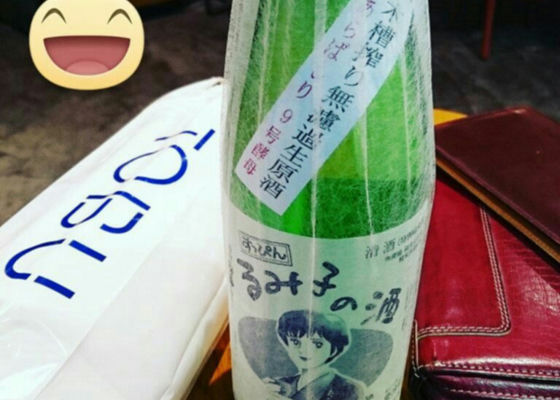 木槽搾り無濾過生原酒
あらばしり 9号酵母
すっぴん
るみ子の酒
清酒